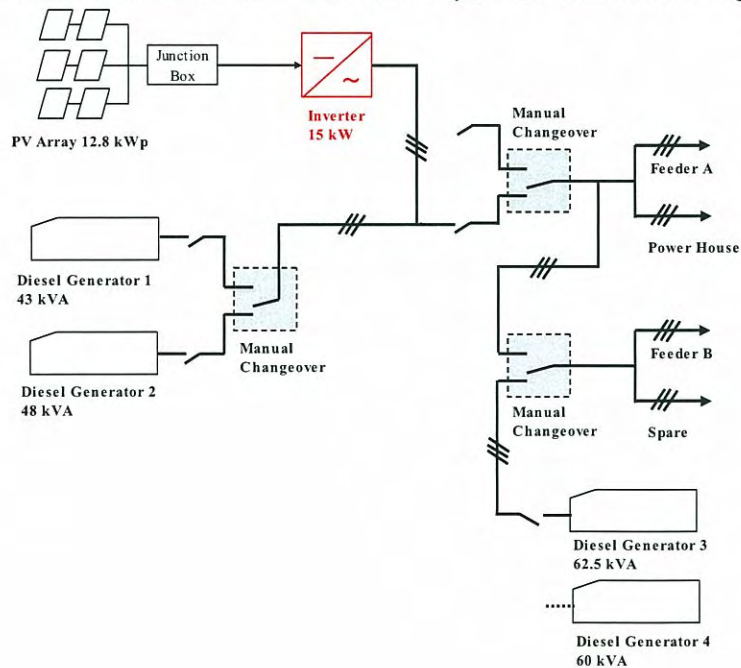 Junction
Box
Inverter
15 kW
PV Array 12.8 kWp
Manual
Changeover
Feeder A
Power House
Diesel Generator 1
43 kVA
Manual
Changeover
Diesel Generator 2
48 kVA
Feeder B
Manual
Changeover
Spare
Diesel Generator 3
62.5 kVA
Diesel Generator 4
60 kVA